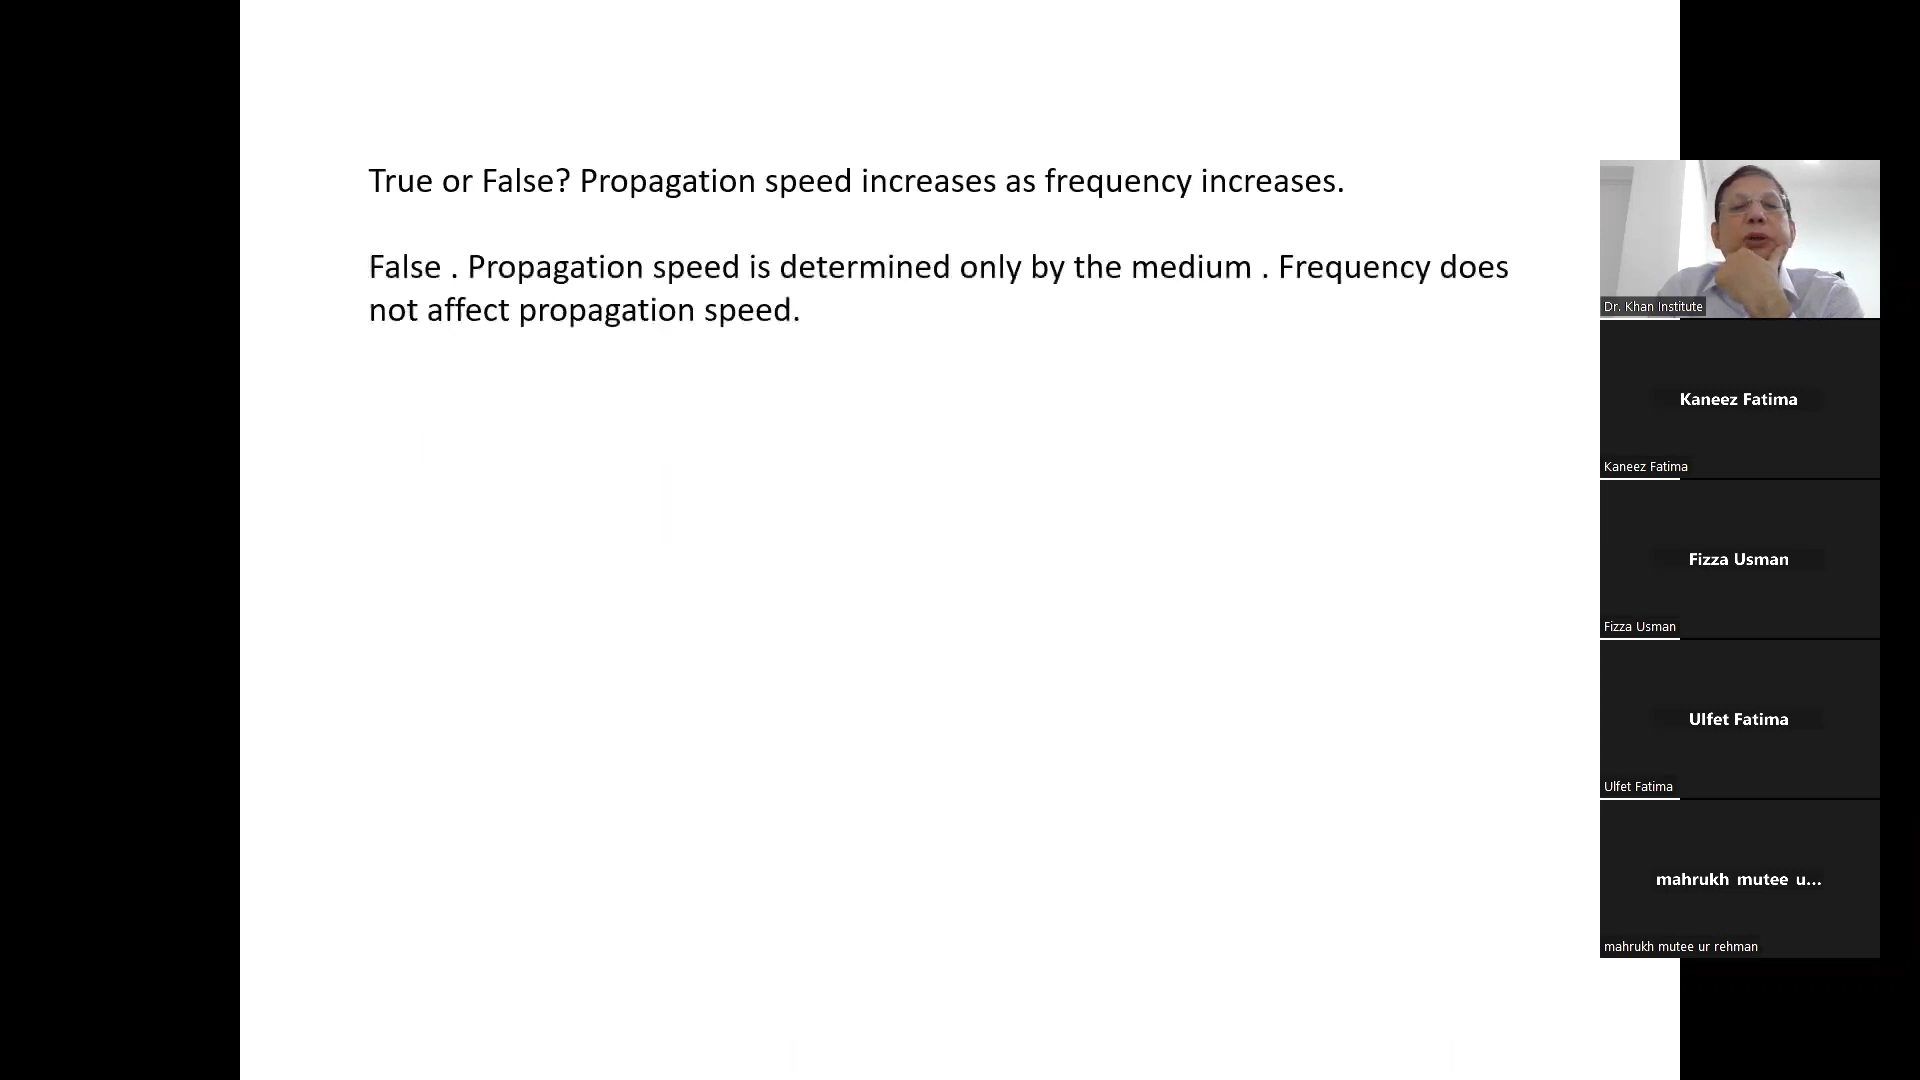 True or False? Propagation speed increases as frequency increases.
False . Propagation speed is determined only by the medium . Frequency does
not affect propagation speed.
Dr. Khan Institute
Kaneez Fatima
Kaneez Fatima
Fizza Usman
Fizza Usman
Ulfet Fatima
Ulfet Fatima
mahrukh mutee u...
mahrukh mutee ur rehman